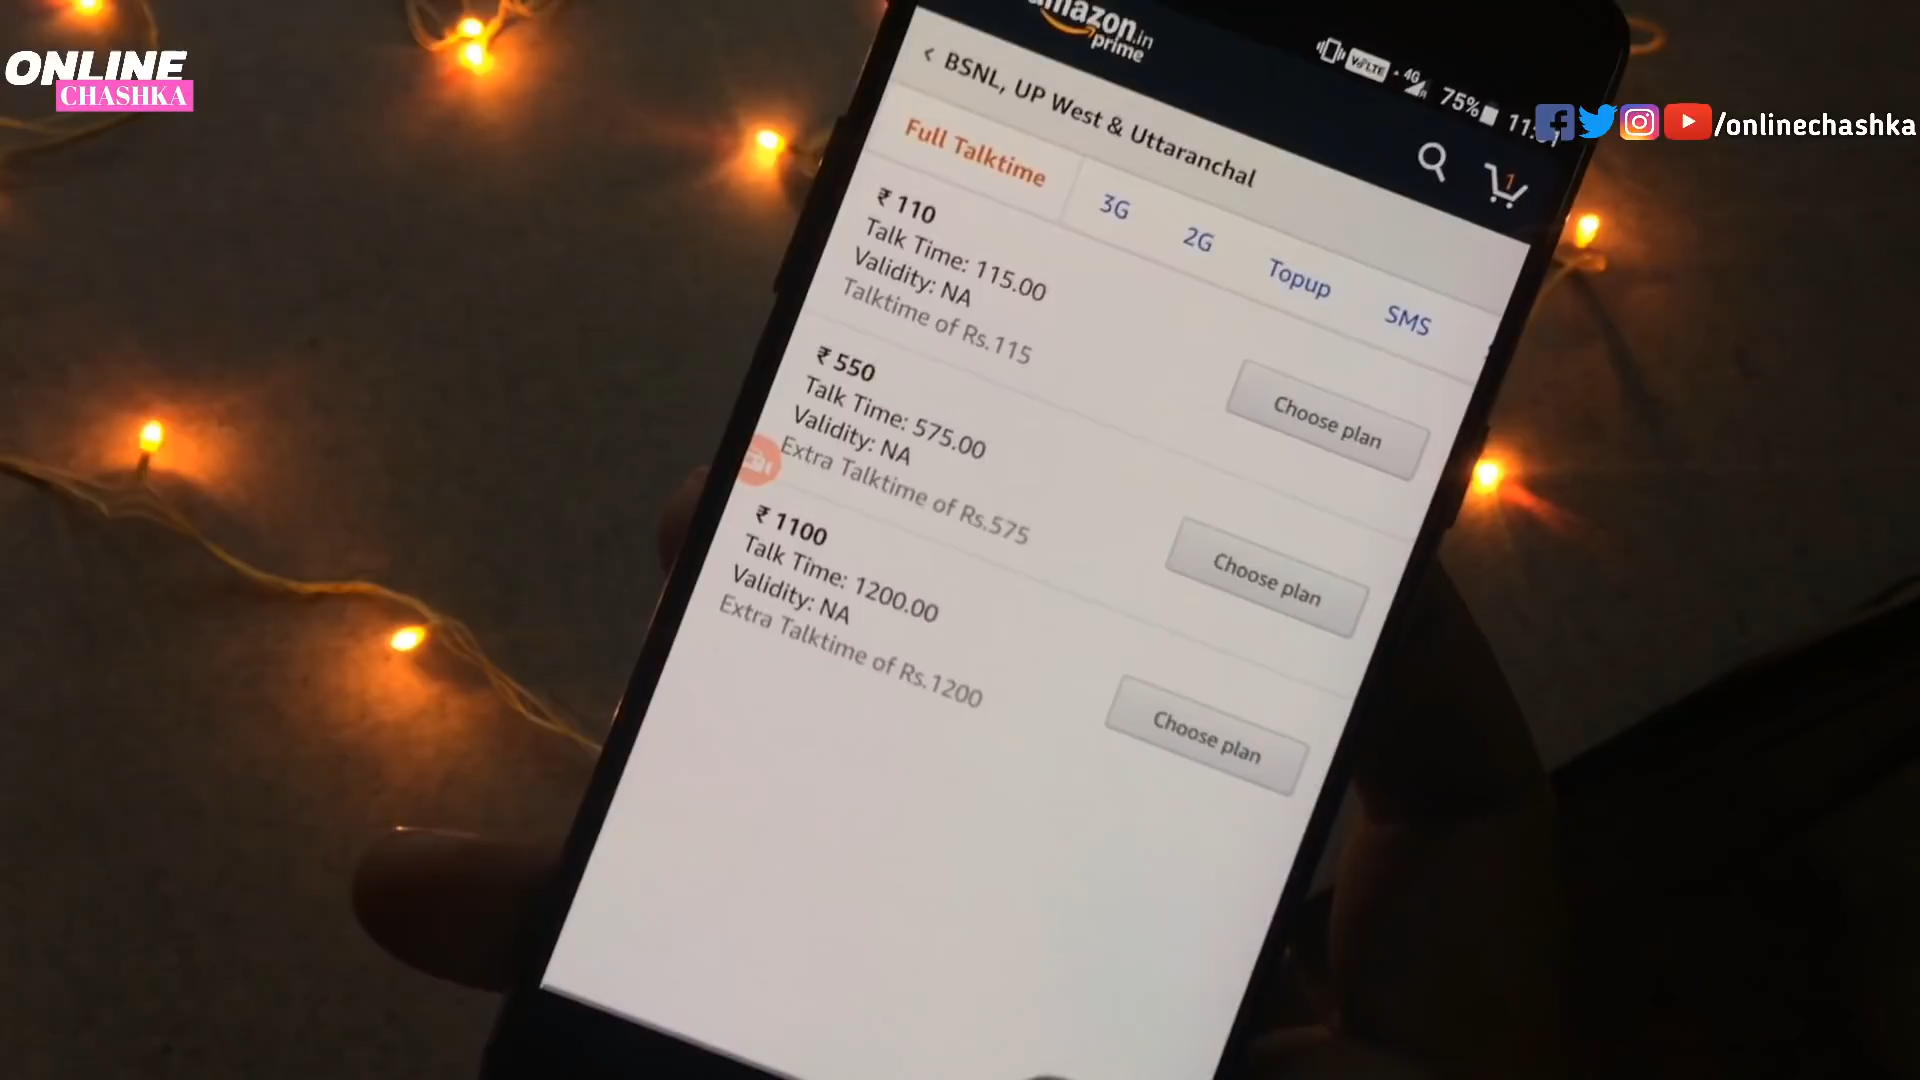 ONLINE
CHASHKA
amazon.in
prime
VoLTE 4G 75%
/onlinechashka
BSNL, UP West & Uttaranchal
1
Full Talktime
3G
2G
Topup
SMS
₹ 110
Talk Time: 115.00
Validity: NA
Talktime of Rs.115
Choose plan
₹ 550
Talk Time: 575.00
Validity: NA
Extra Talktime of Rs.575
Choose plan
₹ 1100
Talk Time: 1200.00
Validity: NA
Extra Talktime of Rs.1200
Choose plan